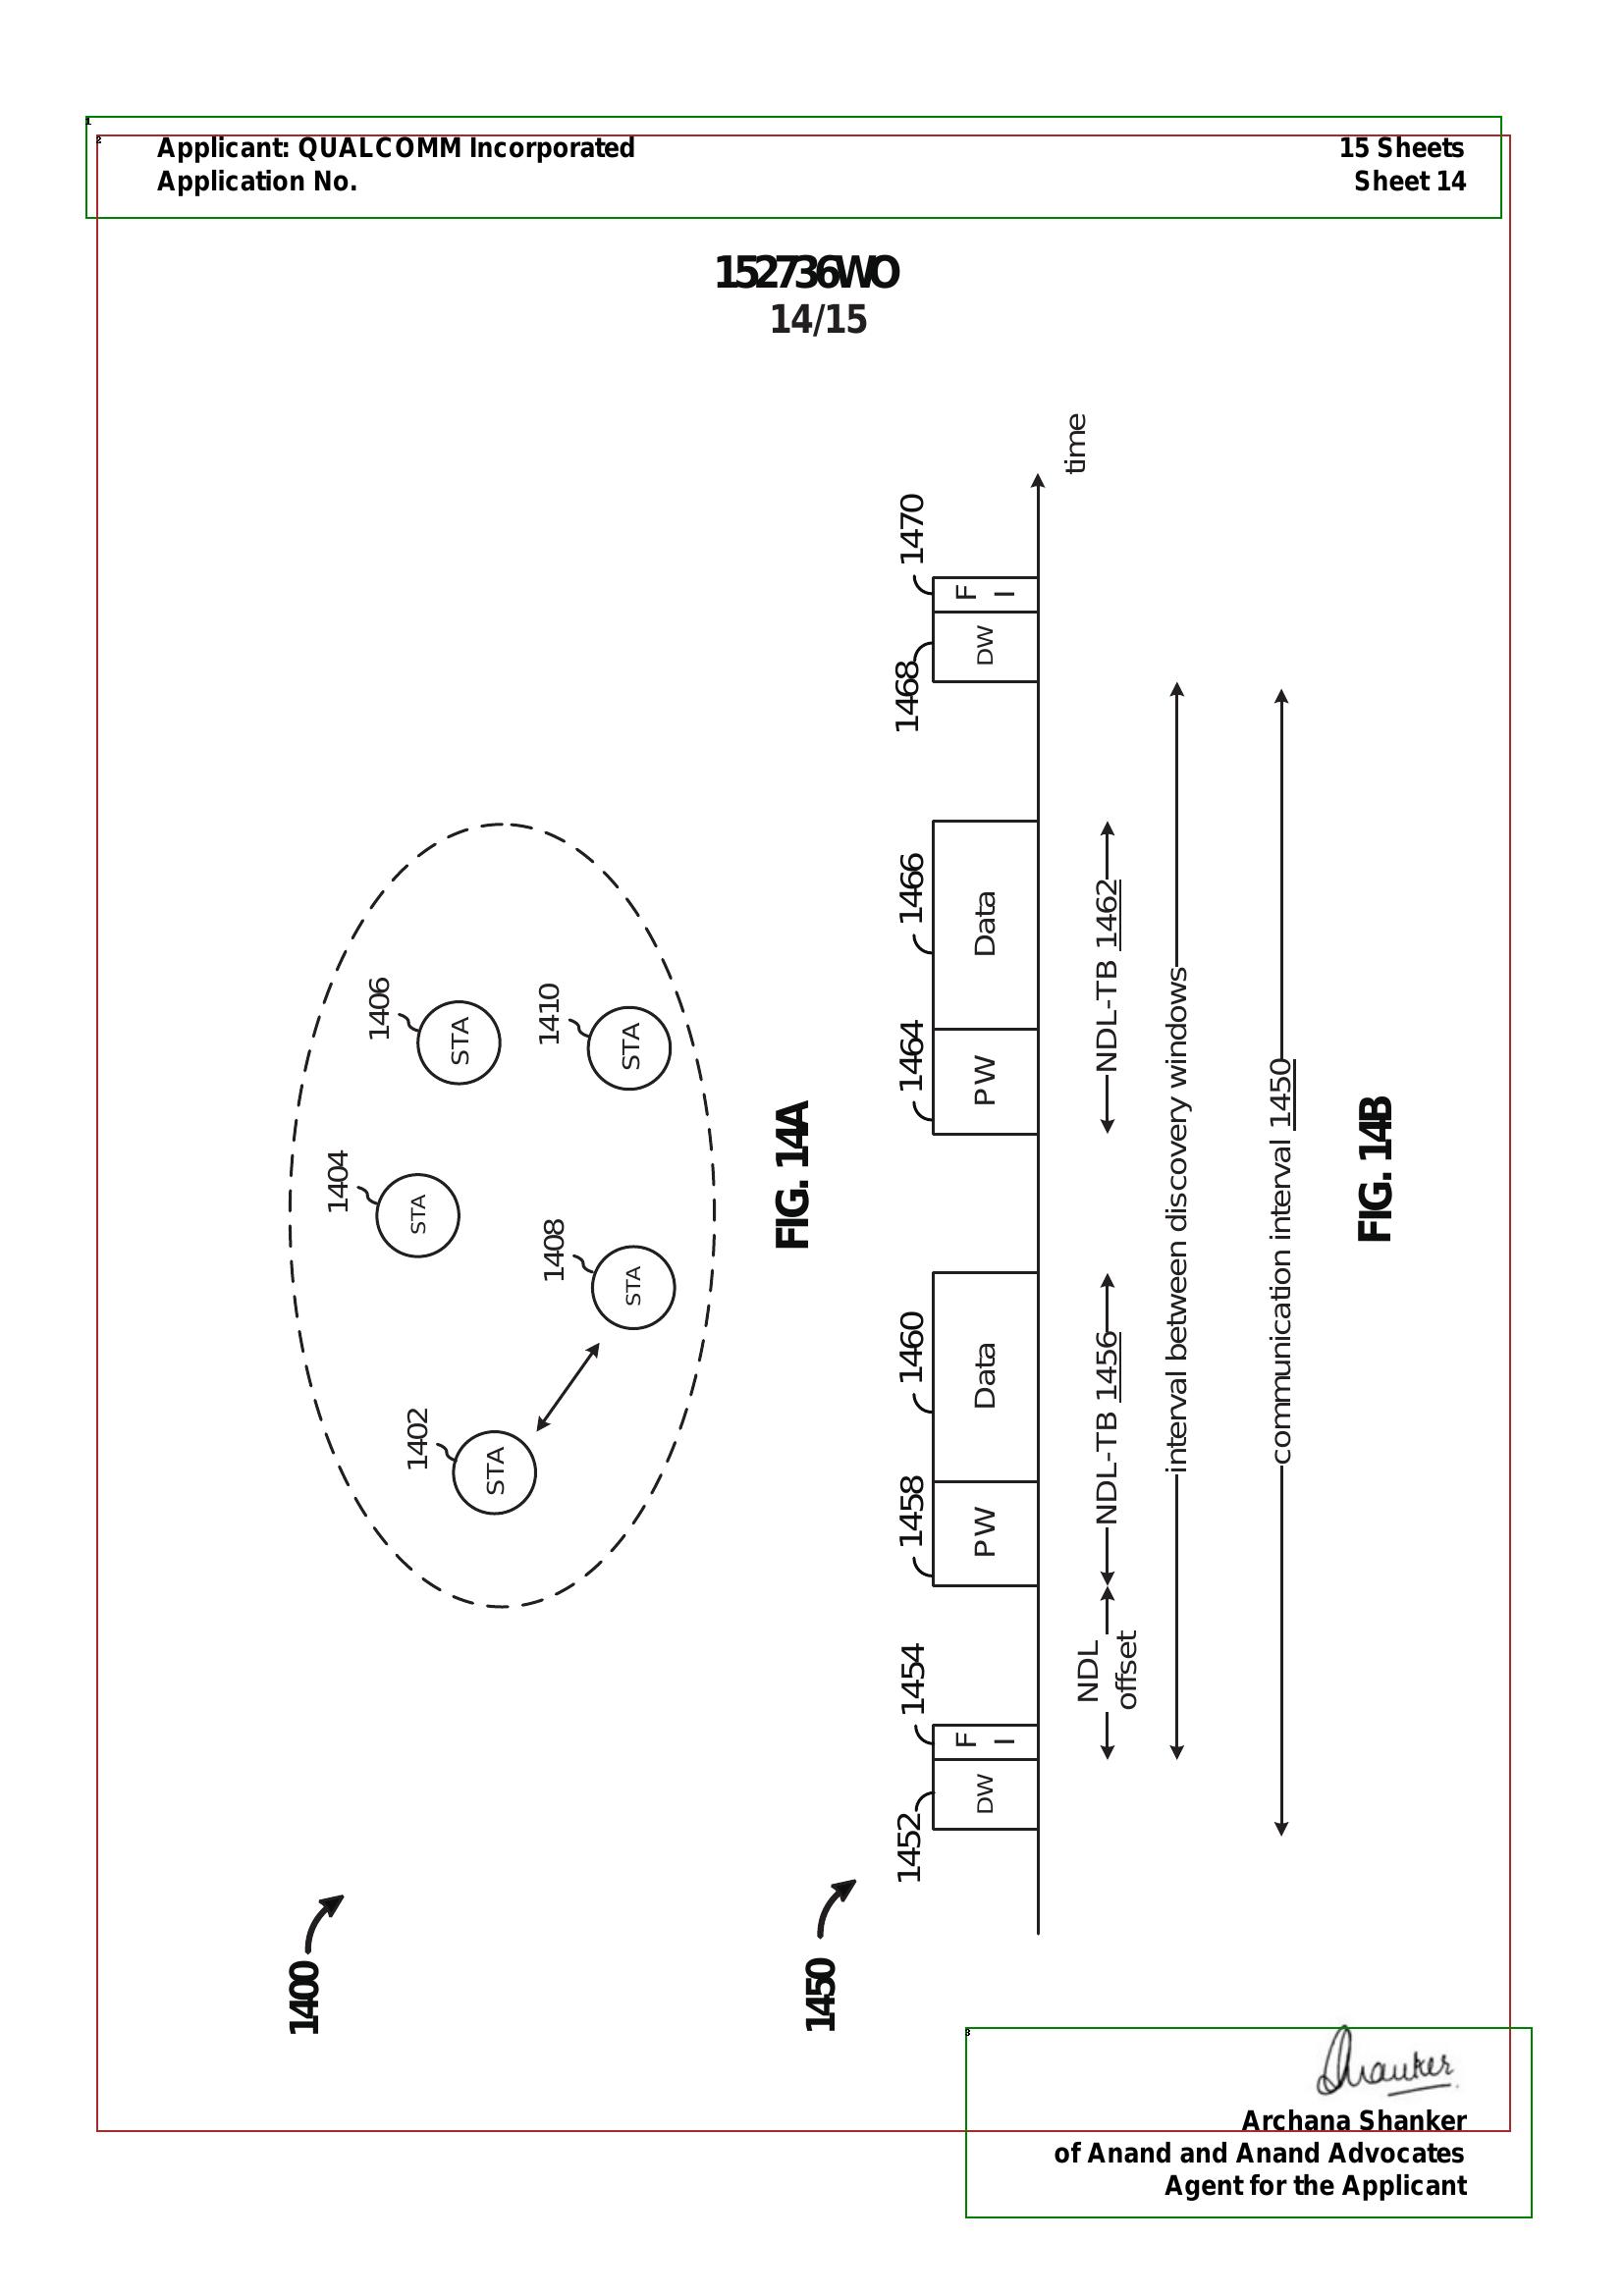 1
2
Applicant: QUALCOMM Incorporated
15 Sheets
Application No.
Sheet 14
152736WO
14/15
1400
1402
STA
1404
STA
1406
STA
1408
STA
1410
STA
FIG. 14A
1450
1452
DW
1454
F
I
1458
PW
1460
Data
1464
PW
1466
Data
1468
DW
1470
F
I
time
NDL
offset
NDL-TB 1456
NDL-TB 1462
interval between discovery windows
communication interval 1450
FIG. 14B
3
Shanker
Archana Shanker
of Anand and Anand Advocates
Agent for the Applicant